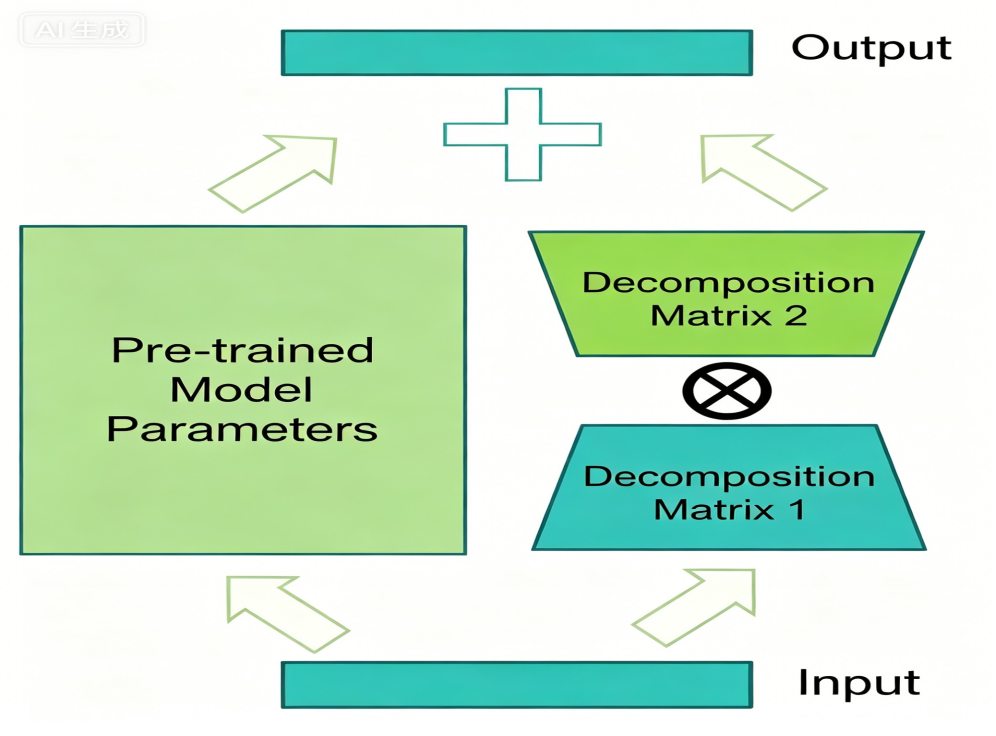 AI生成
Output
Pre-trained
Model
Parameters
Decomposition
Matrix 2
Decomposition
Matrix 1
Input